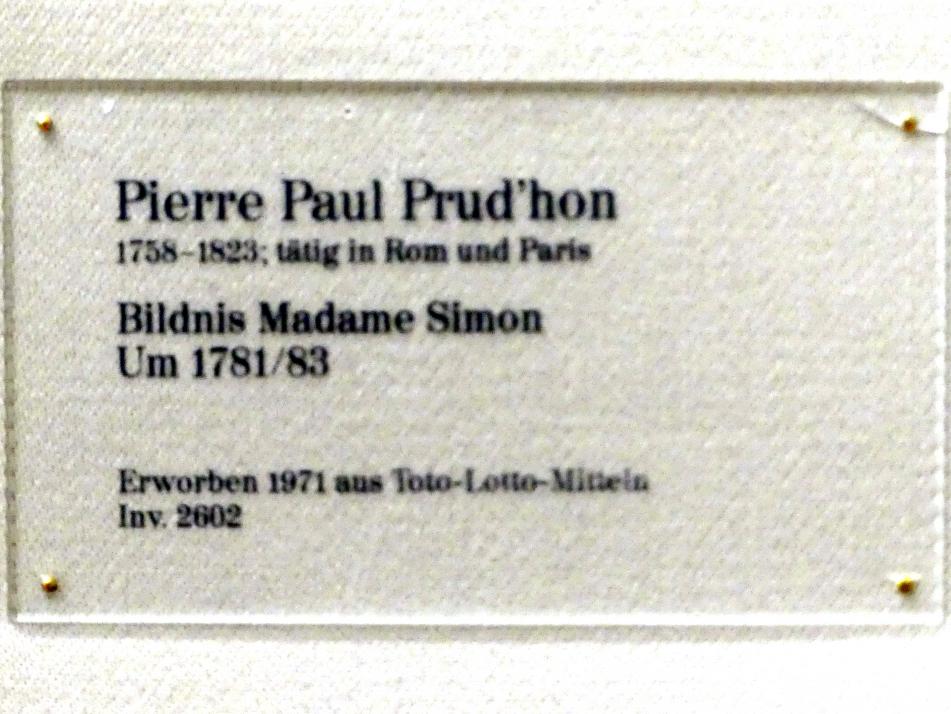 Pierre Paul Prud'hon
1758–1823; tätig in Rom und Paris
Bildnis Madame Simon
Um 1781/83
Erworben 1971 aus Toto-Lotto-Mitteln
Inv. 2602